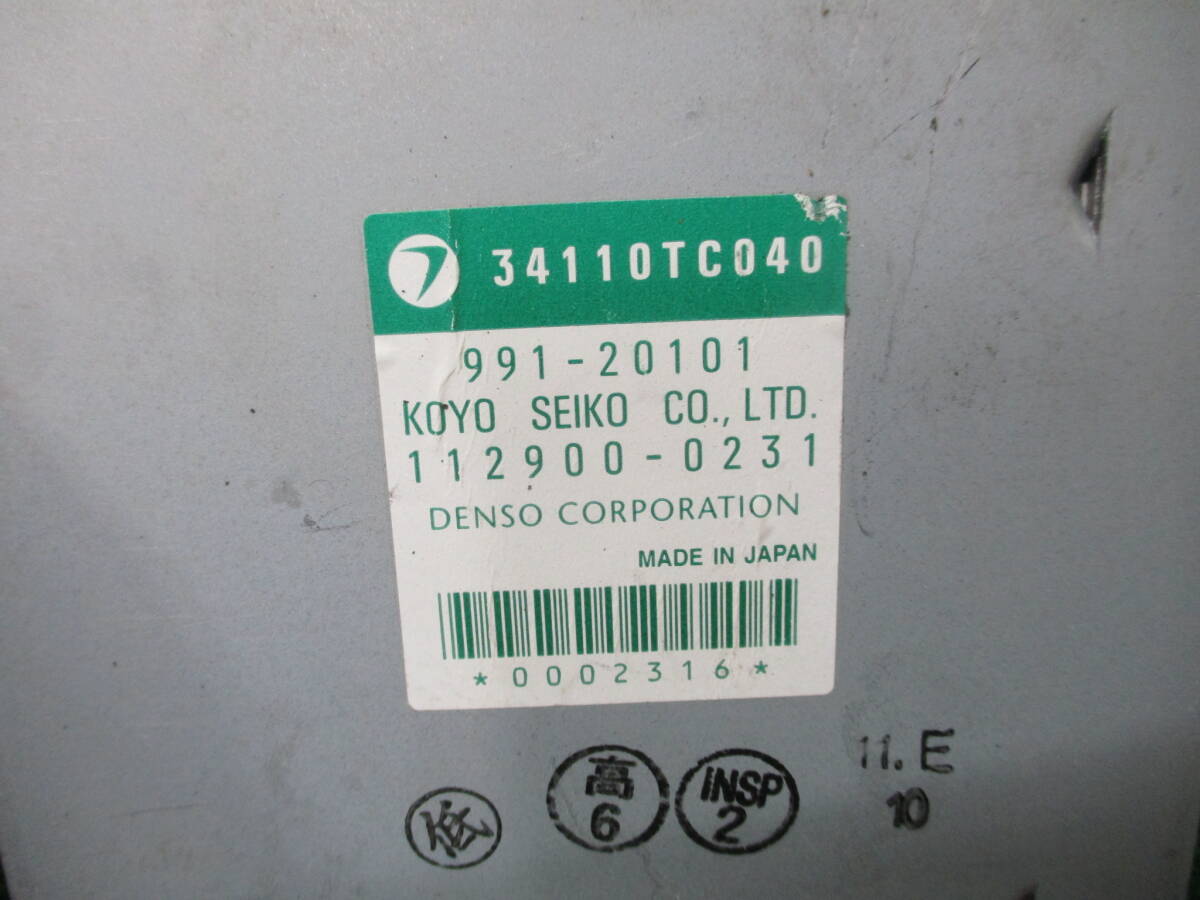 34110TC040
991-20101
KOYO SEIKO CO., LTD.
112900-0231
DENSO CORPORATION
MADE IN JAPAN
*0002316*
低
高
6
INSP
2
11.E
10